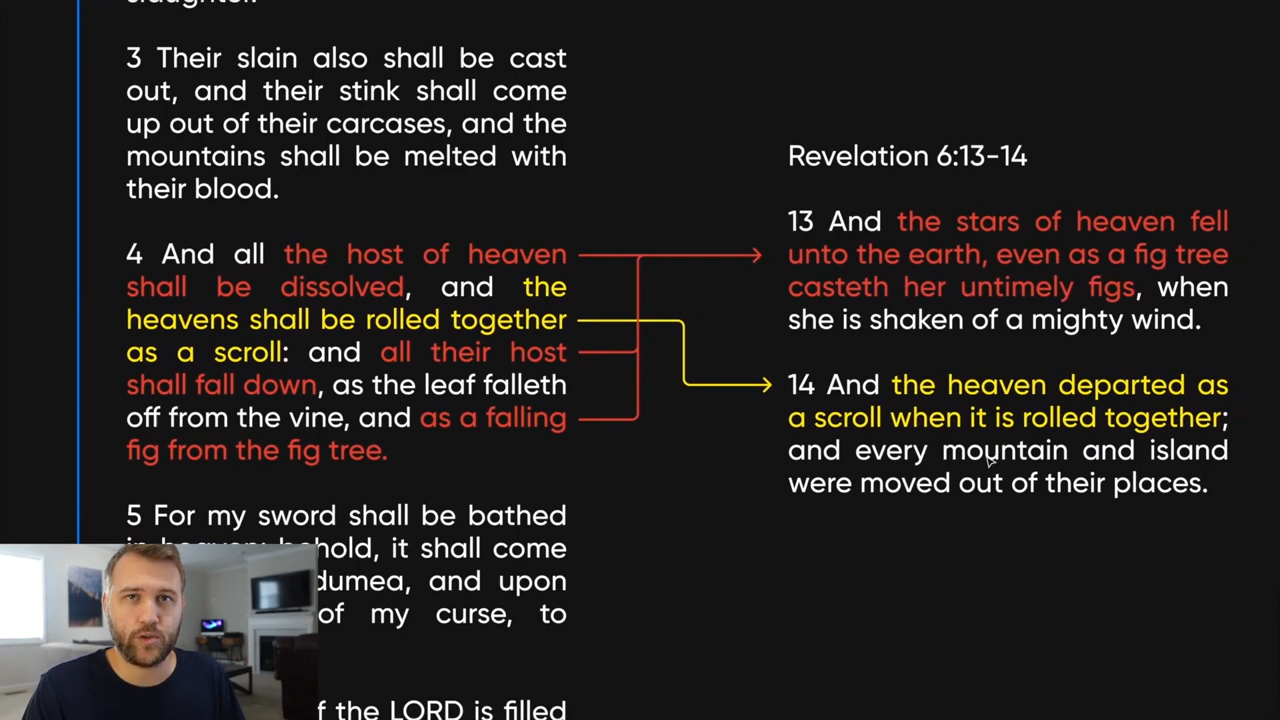 3 Their slain also shall be cast
out, and their stink shall come
up out of their carcases, and the
mountains shall be melted with
their blood.
4 And all the host of heaven
shall be dissolved, and the
heavens shall be rolled together
as a scroll: and all their host
shall fall down, as the leaf falleth
off from the vine, and as a falling
fig from the fig tree.
5 For my sword shall be bathed
hold, it shall come
dumea, and upon
of my curse, to
f the LORD is filled
Revelation 6:13-14
13 And the stars of heaven fell
unto the earth, even as a fig tree
casteth her untimely figs, when
she is shaken of a mighty wind.
14 And the heaven departed as
a scroll when it is rolled together;
and every mountain and island
were moved out of their places.